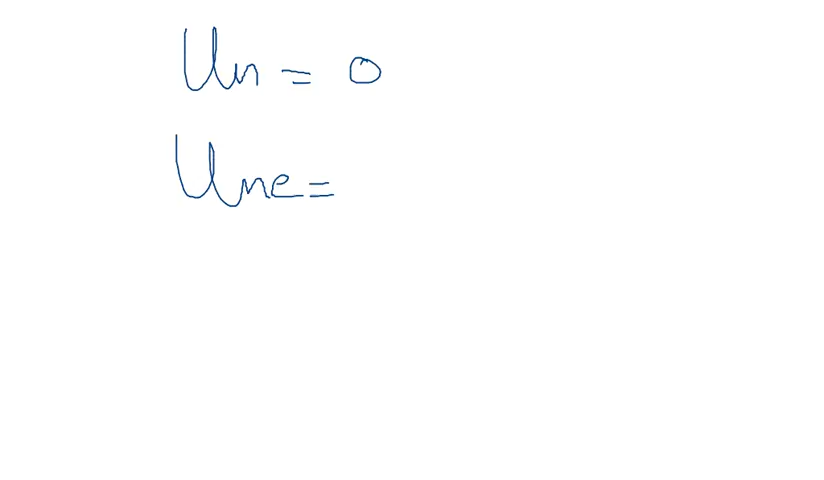 Un = 0
Une =